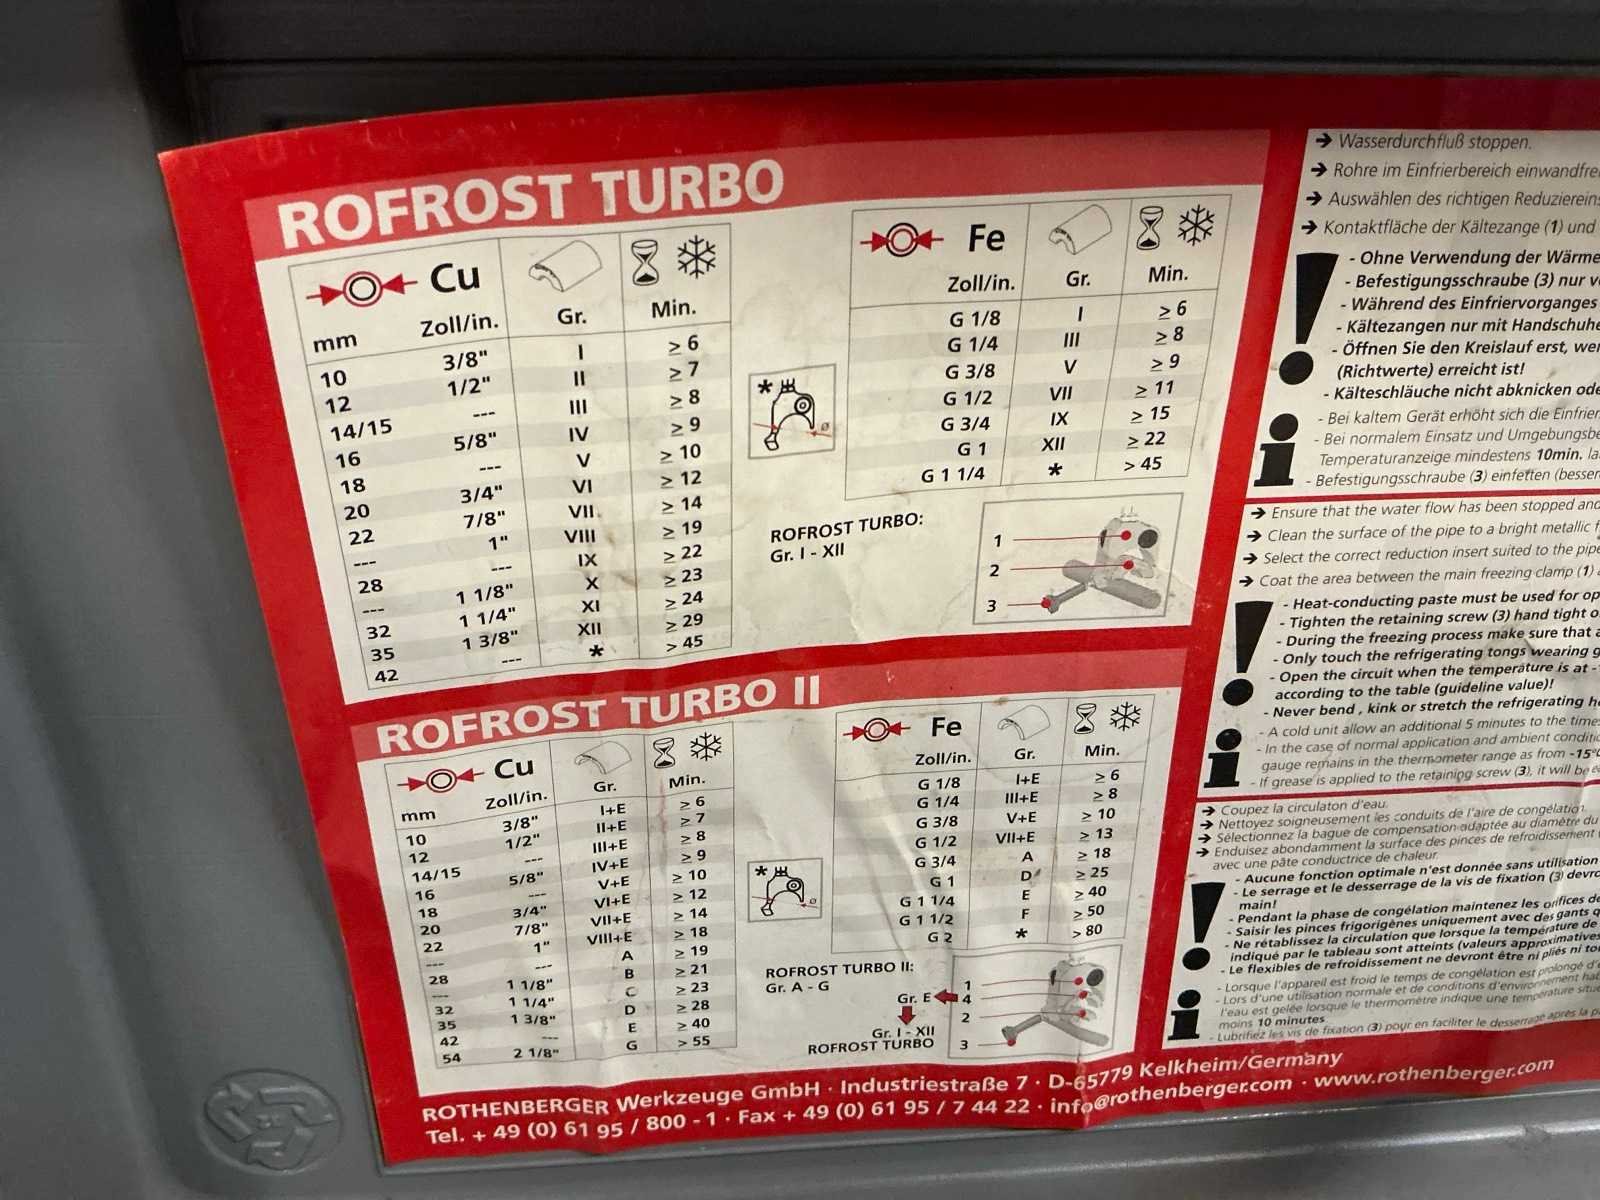 ROFROST TURBO
Cu
mm Zoll/in. Gr. Min.
10 3/8" I ≥ 6
12 1/2" II ≥ 7
14/15 --- III ≥ 8
16 5/8" IV ≥ 9
18 --- V ≥ 10
20 3/4" VI ≥ 12
22 7/8" VII ≥ 14
--- 1" VIII ≥ 19
28 --- IX ≥ 22
--- 1 1/8" X ≥ 23
32 1 1/4" XI ≥ 24
35 1 3/8" XII ≥ 29
42 --- * > 45
* ø
Fe
Zoll/in. Gr. Min.
G 1/8 I ≥ 6
G 1/4 III ≥ 8
G 3/8 V ≥ 9
G 1/2 VII ≥ 11
G 3/4 IX ≥ 15
G 1 XII ≥ 22
G 1 1/4 * > 45
ROFROST TURBO:
Gr. I - XII
1
2
3
ROFROST TURBO II
Cu
mm Zoll/in. Gr. Min.
10 3/8" I+E ≥ 6
12 1/2" II+E ≥ 7
14/15 --- III+E ≥ 8
16 5/8" IV+E ≥ 9
18 --- V+E ≥ 10
20 3/4" VI+E ≥ 12
22 7/8" VII+E ≥ 14
--- 1" VIII+E ≥ 18
28 --- A ≥ 19
--- 1 1/8" B ≥ 21
32 1 1/4" C ≥ 23
35 1 3/8" D ≥ 28
42 --- E ≥ 40
54 2 1/8" G > 55
* ø
Fe
Zoll/in. Gr. Min.
G 1/8 I+E ≥ 6
G 1/4 III+E ≥ 8
G 3/8 V+E ≥ 10
G 1/2 VII+E ≥ 13
G 3/4 A ≥ 18
G 1 D ≥ 25
G 1 1/4 E ≥ 40
G 1 1/2 F ≥ 50
G 2 * > 80
ROFROST TURBO II:
Gr. A - G
Gr. E
Gr. I - XII
ROFROST TURBO
1
4
2
3
→ Wasserdurchfluß stoppen.
→ Rohre im Einfrierbereich
→ Auswählen des richtigen
→ Kontaktfläche der Kältezange (1) und
- Ohne Verwendung der
- Befestigungsschraube (3) nur
- Während des Einfriervorganges
- Kältezangen nur mit
- Öffnen Sie den Kreislauf erst,
(Richtwerte) erreicht ist!
- Kälteschläuche nicht abknicken
- Bei kaltem Gerät erhöht sich die
- Bei normalem Einsatz und
Temperaturanzeige mindestens 10min.
- Befestigungsschraube (3) einfetten
→ Ensure that the water flow has been stopped and
→ Clean the surface of the pipe to a bright metallic
→ Select the correct reduction insert suited to the
→ Coat the area between the main freezing clamp (1)
- Heat-conducting paste must be used for
- Tighten the retaining screw (3) hand tight
- During the freezing process make sure that
- Only touch the refrigerating tongs wearing
- Open the circuit when the temperature is at
according to the table (guideline value)!
- Never bend , kink or stretch the refrigerating
- A cold unit allow an additional 5 minutes to the
- In the case of normal application and ambient
gauge remains in the thermometer range as from -15°
- If grease is applied to the retaining screw (3), it will be
→ Coupez la circulaton d'eau.
→ Nettoyez soigneusement les conduits de l'aire de congélation.
→ Sélectionnez la bague de compensation adaptée au diamètre du
→ Enduisez abondamment la surface des pinces de refroidissement
avec une pâte conductrice de chaleur.
- Aucune fonction optimale n'est donnée sans utilisation
- Le serrage et le desserrage de la vis de fixation (3)
main!
- Pendant la phase de congélation maintenez les orifices
- Saisir les pinces frigorigènes uniquement avec des gants
- Ne rétablissez la circulation que lorsque la température de
indiqué par le tableau sont atteints (valeurs
- Le flexibles de refroidissement ne devront être ni pliés ni
- Lorsque l'appareil est froid le temps de congélation est prolongé
- Lors d'une utilisation normale et de conditions d'environnement
l'eau est gelée lorsque le thermomètre indique une température
moins 10 minutes
- Lubrifiez les vis de fixation (3) pour en faciliter le desserrage après la
ROTHENBERGER Werkzeuge GmbH · Industriestraße 7 · D-65779 Kelkheim/Germany
Tel. + 49 (0) 61 95 / 800 - 1 · Fax + 49 (0) 61 95 / 7 44 22 · info@rothenberger.com · www.rothenberger.com